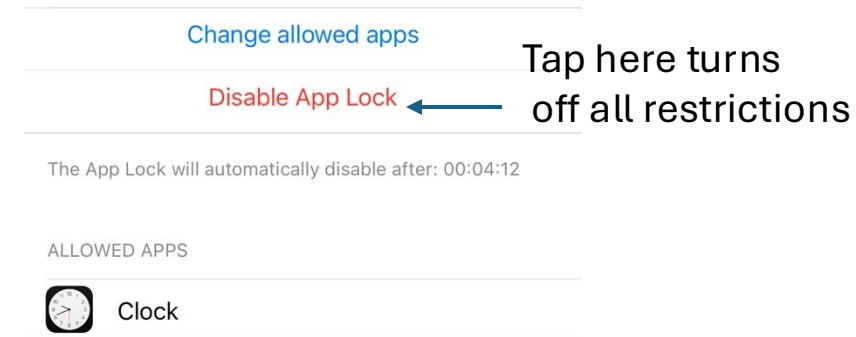 Change allowed apps
Tap here turns
Disable App Lock
off all restrictions
The App Lock will automatically disable after: 00:04:12
ALLOWED APPS
Clock